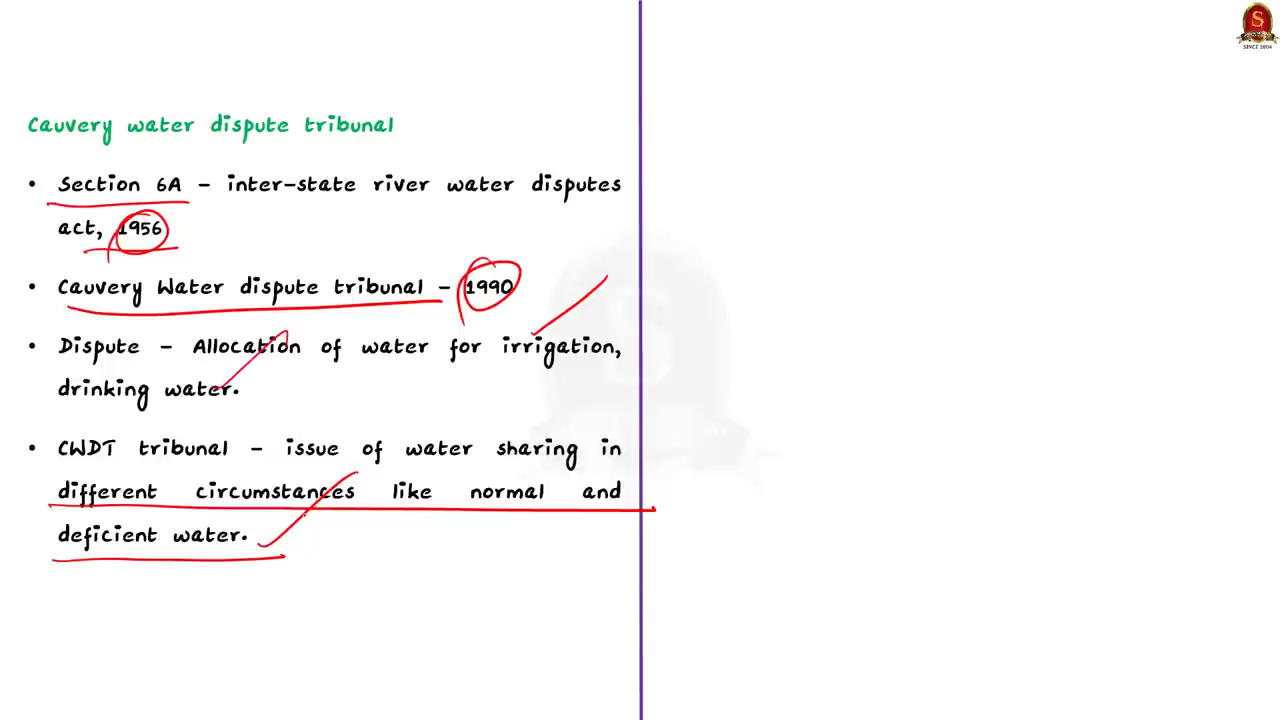 S
SINCE 2004
Cauvery water dispute tribunal
• Section 6A - inter-state river water disputes
act, 1956
• Cauvery Water dispute tribunal - 1990
• Dispute - Allocation of water for irrigation,
drinking water.
• CWDT tribunal - issue of water sharing in
different circumstances like normal and
deficient water.